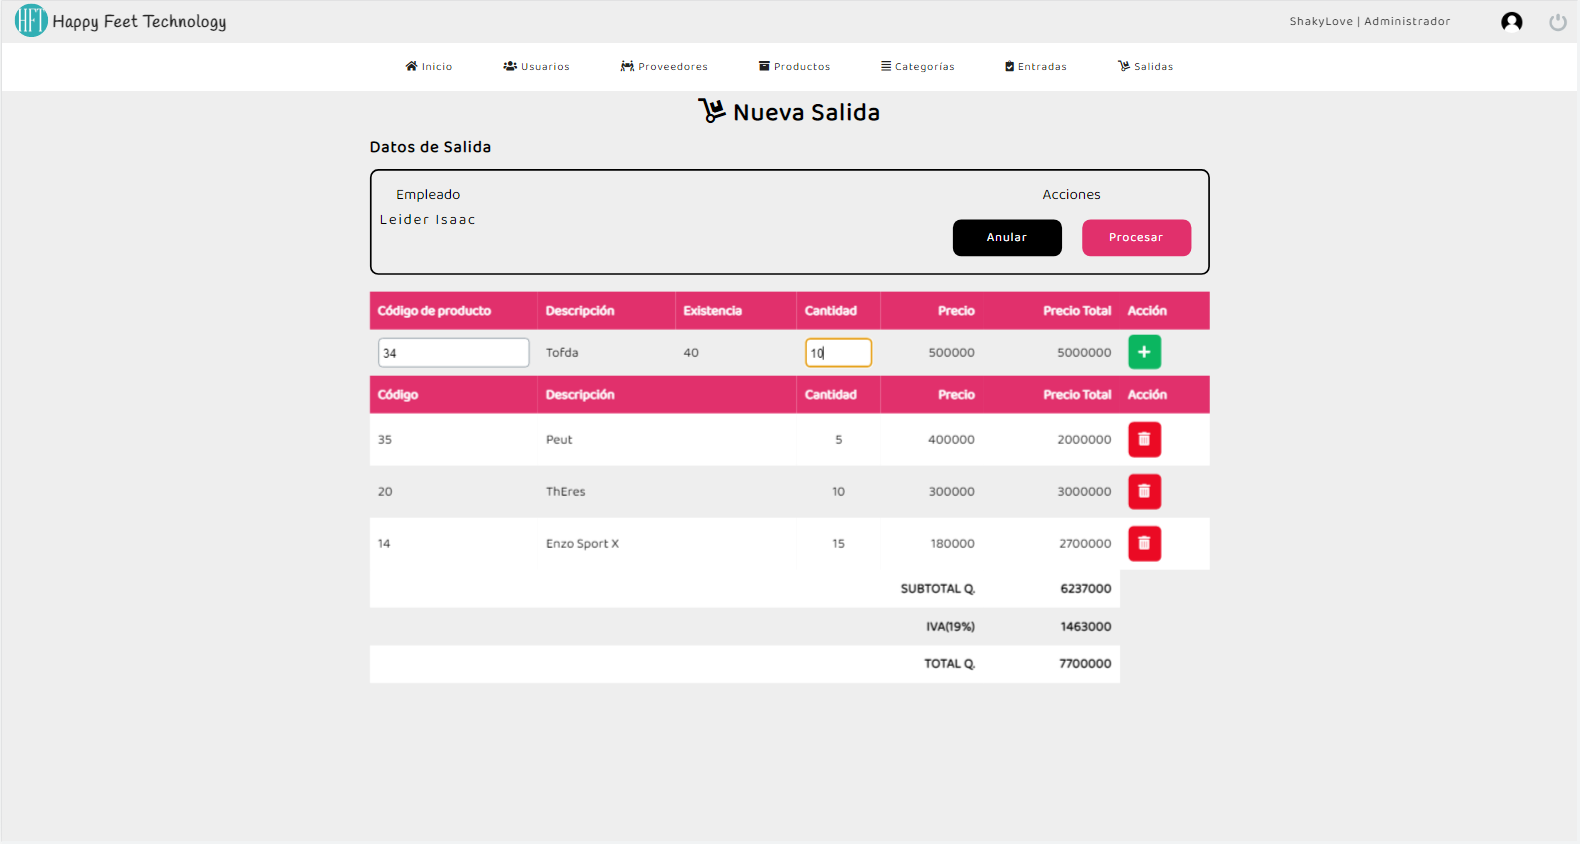 HFT Happy Feet Technology
ShakyLove | Administrador
Inicio Usuarios Proveedores Productos Categorías Entradas Salidas
Nueva Salida
Datos de Salida
Empleado Acciones
Leider Isaac
Anular Procesar
Código de producto Descripción Existencia Cantidad Precio Precio Total Acción
34 Tofda 40 10 500000 5000000 +
Código Descripción Cantidad Precio Precio Total Acción
35 Peut 5 400000 2000000
20 ThEres 10 300000 3000000
14 Enzo Sport X 15 180000 2700000
SUBTOTAL Q. 6237000
IVA(19%) 1463000
TOTAL Q. 7700000